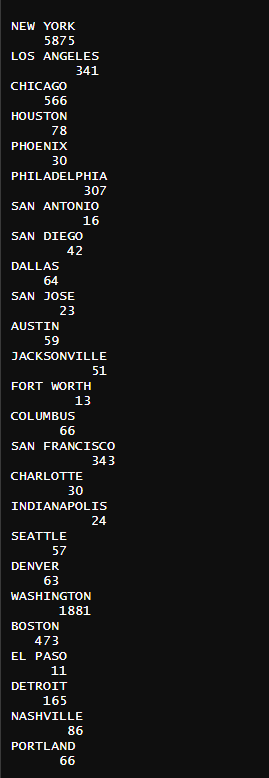 NEW YORK
5875
LOS ANGELES
341
CHICAGO
566
HOUSTON
78
PHOENIX
30
PHILADELPHIA
307
SAN ANTONIO
16
SAN DIEGO
42
DALLAS
64
SAN JOSE
23
AUSTIN
59
JACKSONVILLE
51
FORT WORTH
13
COLUMBUS
66
SAN FRANCISCO
343
CHARLOTTE
30
INDIANAPOLIS
24
SEATTLE
57
DENVER
63
WASHINGTON
1881
BOSTON
473
EL PASO
11
DETROIT
165
NASHVILLE
86
PORTLAND
66